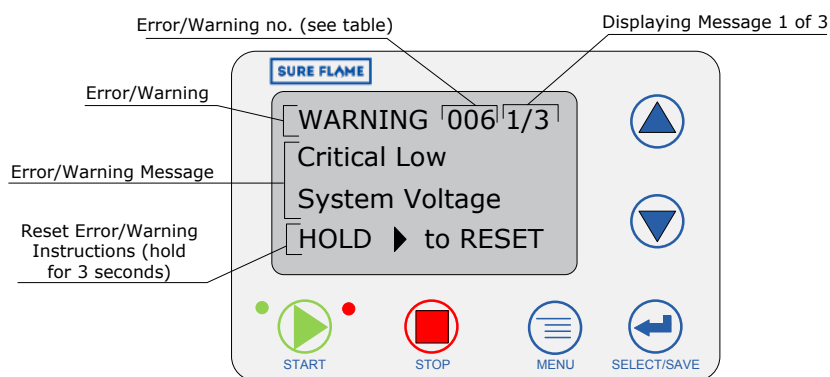 Error/Warning no. (see table)
Displaying Message 1 of 3
SURE FLAME
Error/Warning
WARNING 006 1/3
Critical Low
Error/Warning Message
System Voltage
Reset Error/Warning
Instructions (hold
for 3 seconds)
HOLD ▶ to RESET
START
STOP
MENU
SELECT/SAVE